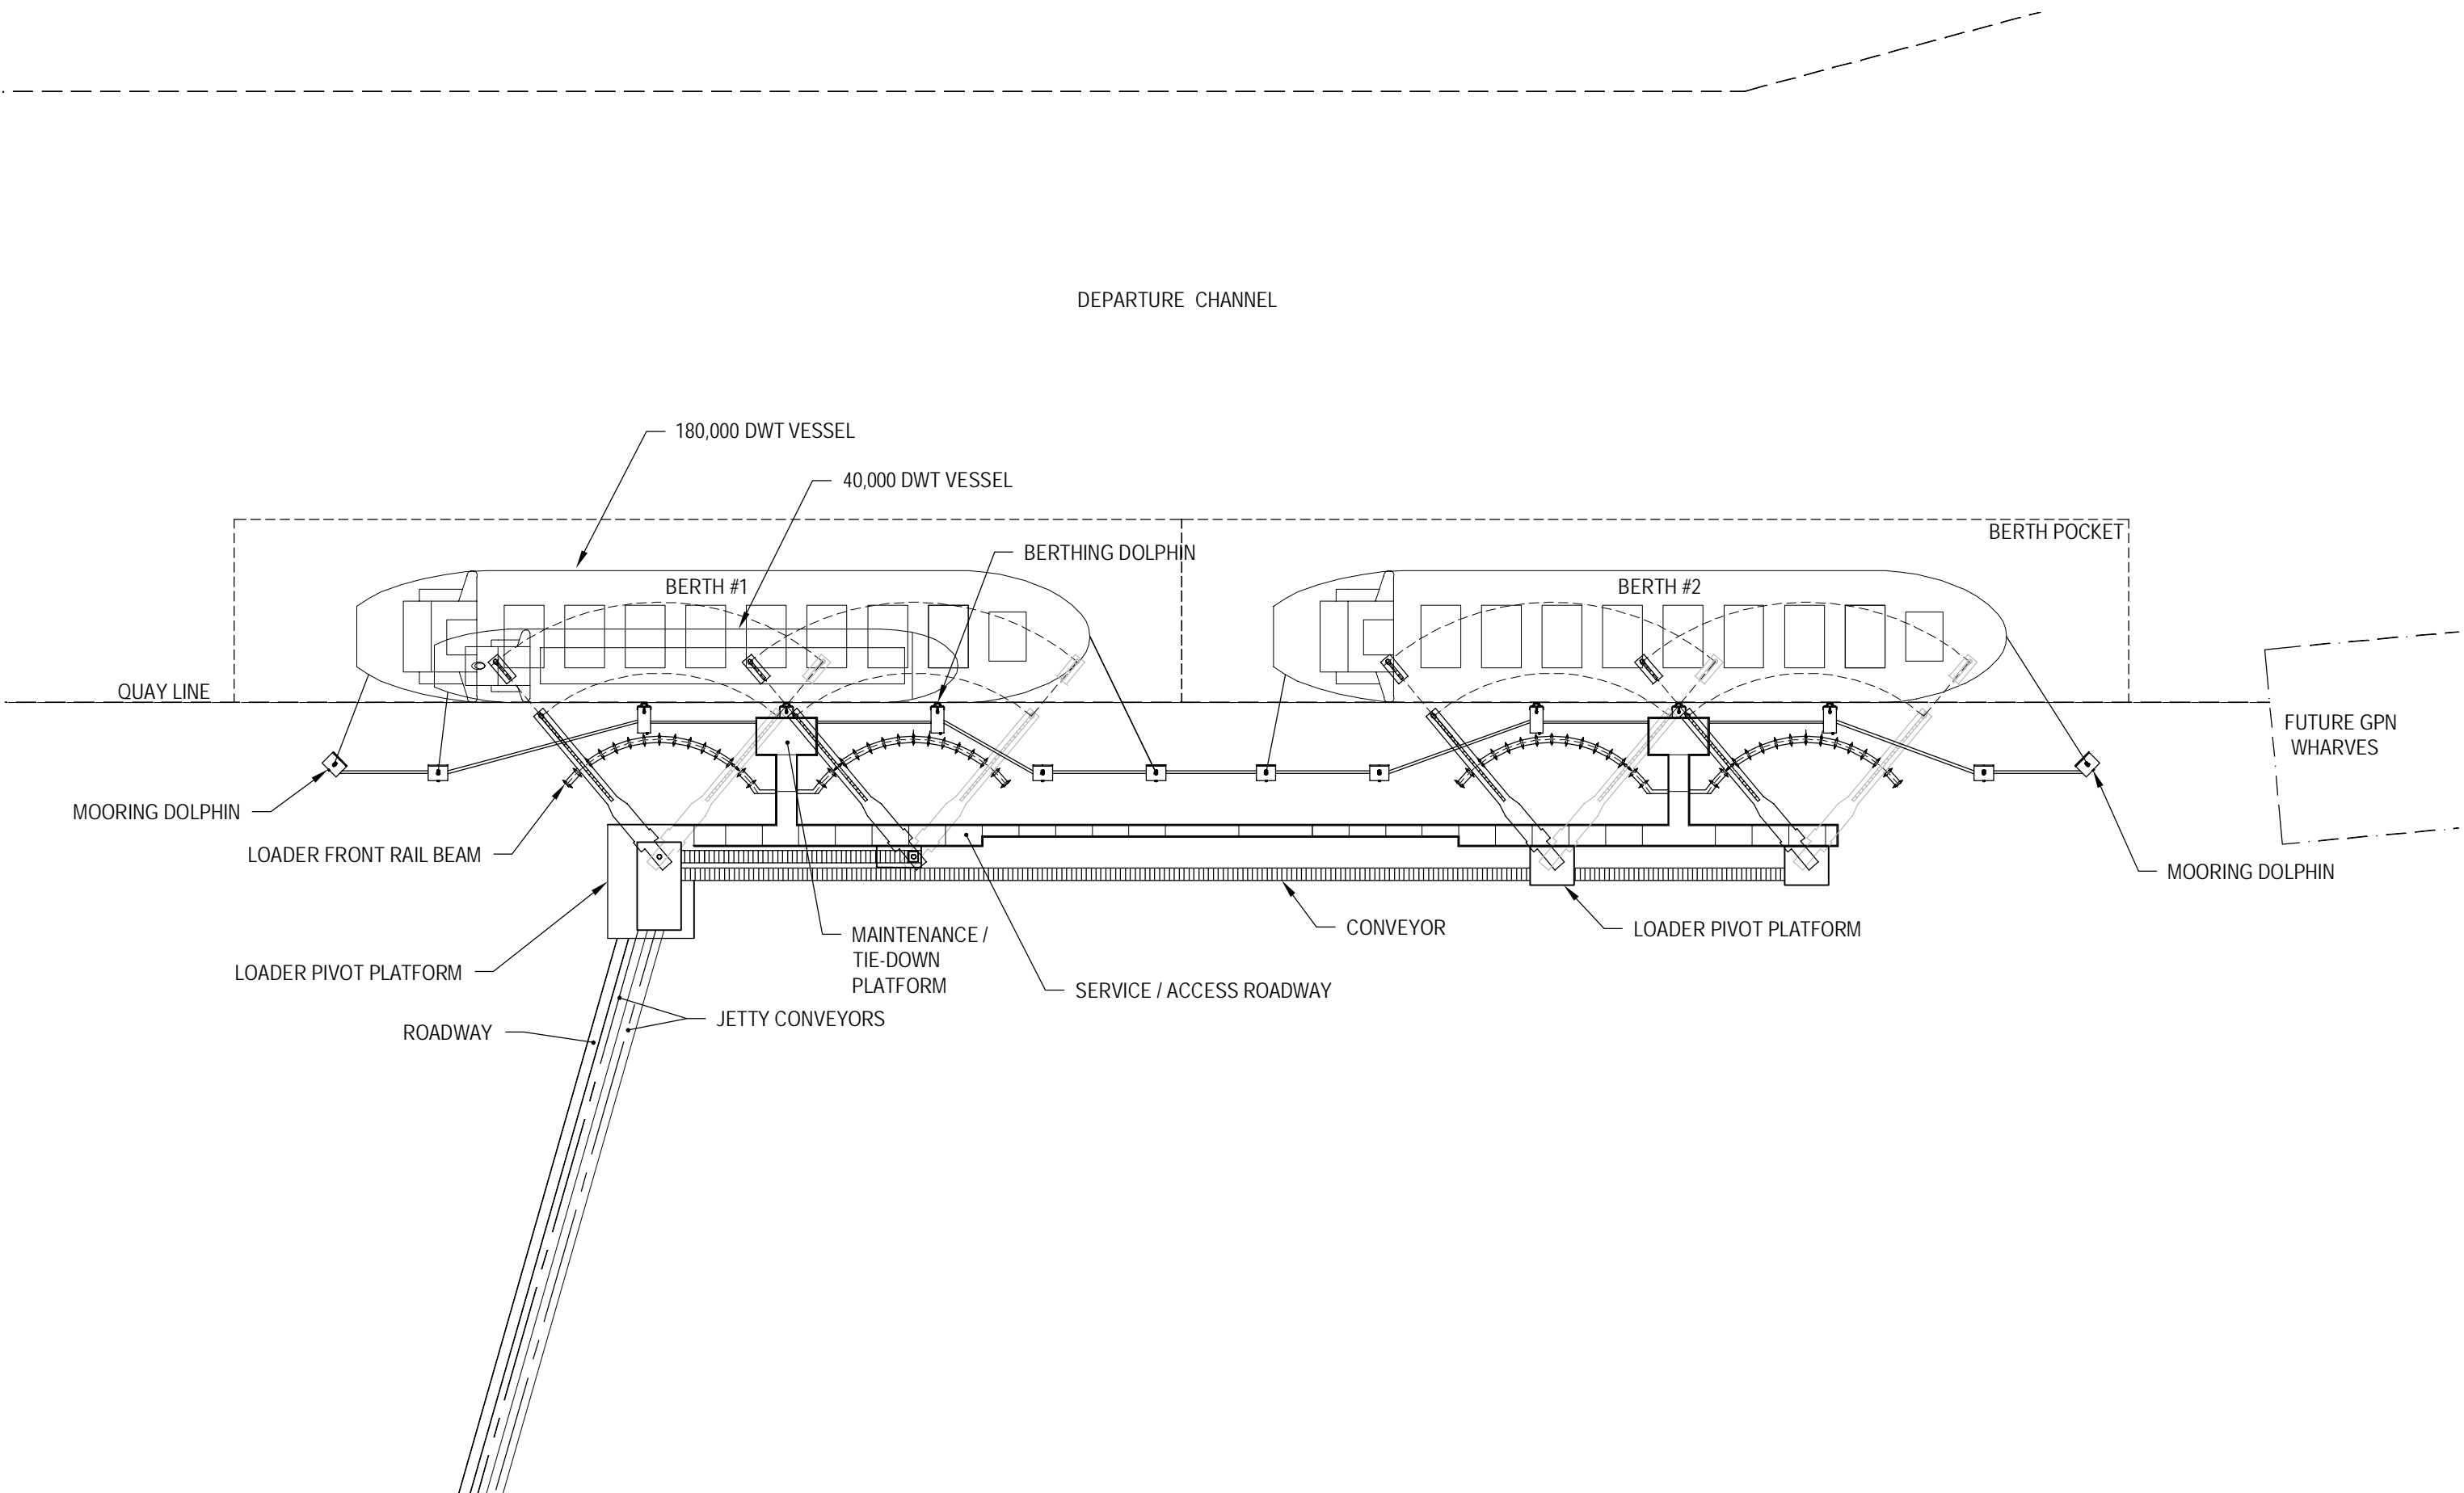 DEPARTURE CHANNEL
180,000 DWT VESSEL
40,000 DWT VESSEL
BERTH POCKET
BERTHING DOLPHIN
BERTH #1
BERTH #2
QUAY LINE
FUTURE GPN
WHARVES
MOORING DOLPHIN
LOADER FRONT RAIL BEAM
MOORING DOLPHIN
CONVEYOR
LOADER PIVOT PLATFORM
MAINTENANCE /
TIE-DOWN
PLATFORM
LOADER PIVOT PLATFORM
SERVICE / ACCESS ROADWAY
JETTY CONVEYORS
ROADWAY